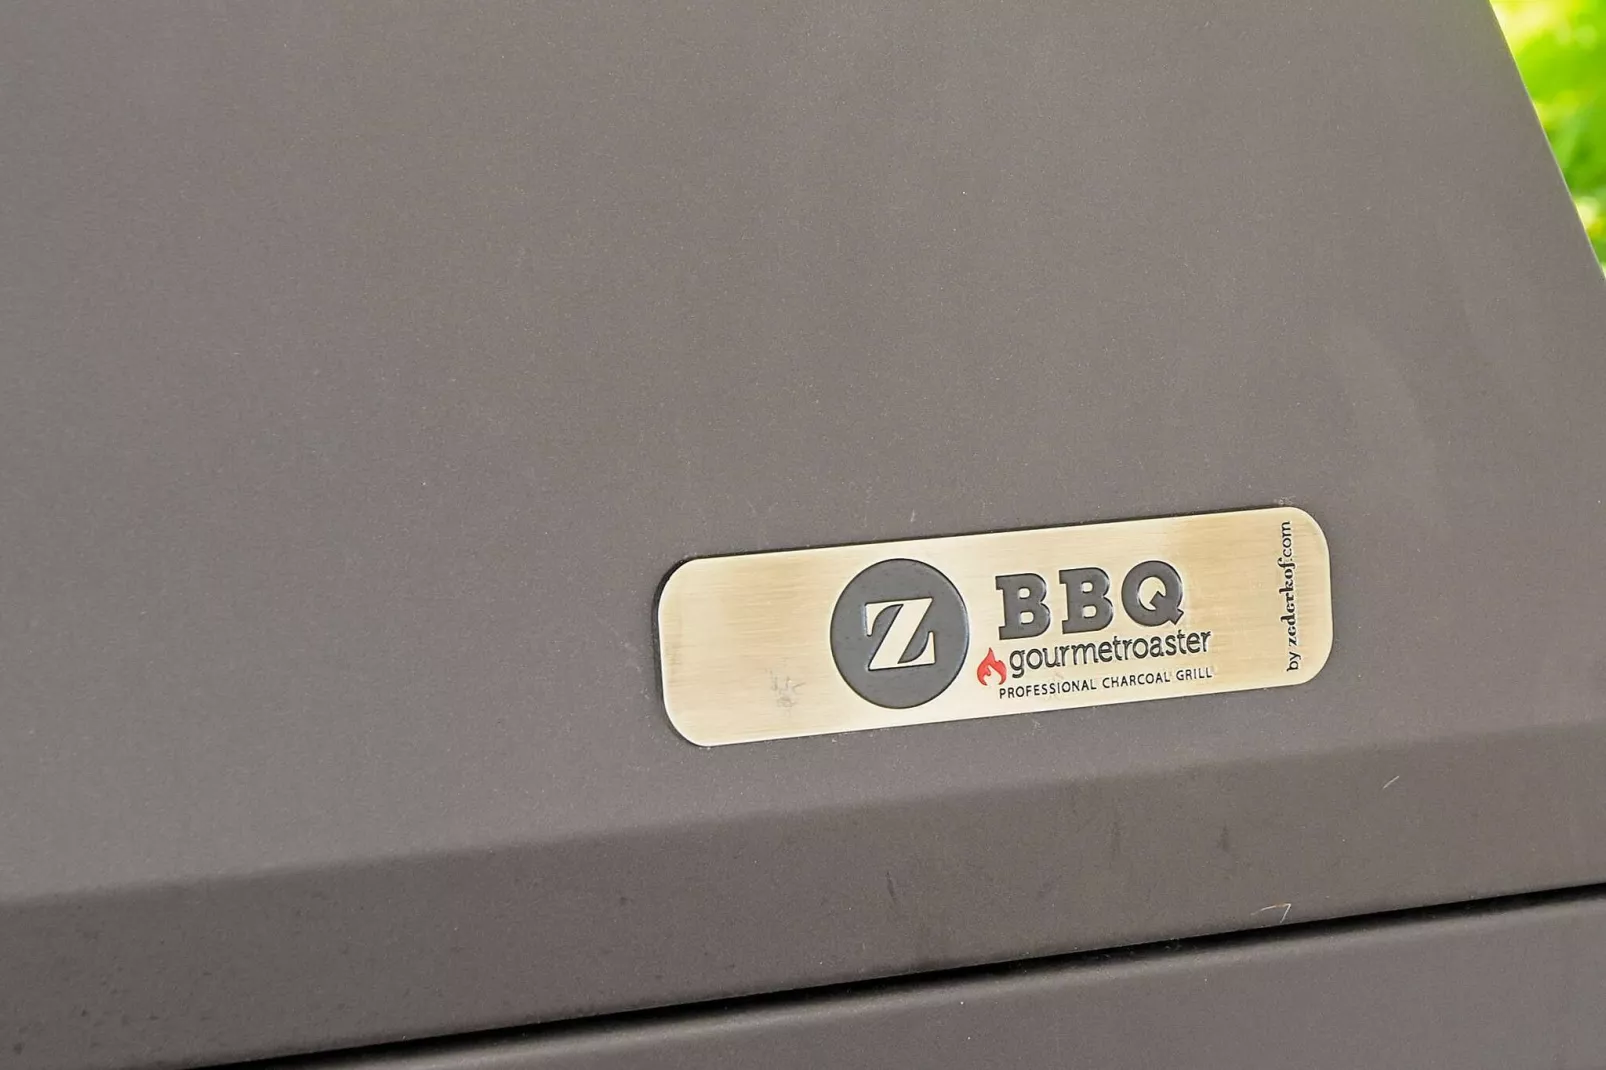 Z
BBQ
gourmetroaster
PROFESSIONAL CHARCOAL GRILL
by zederkof.com